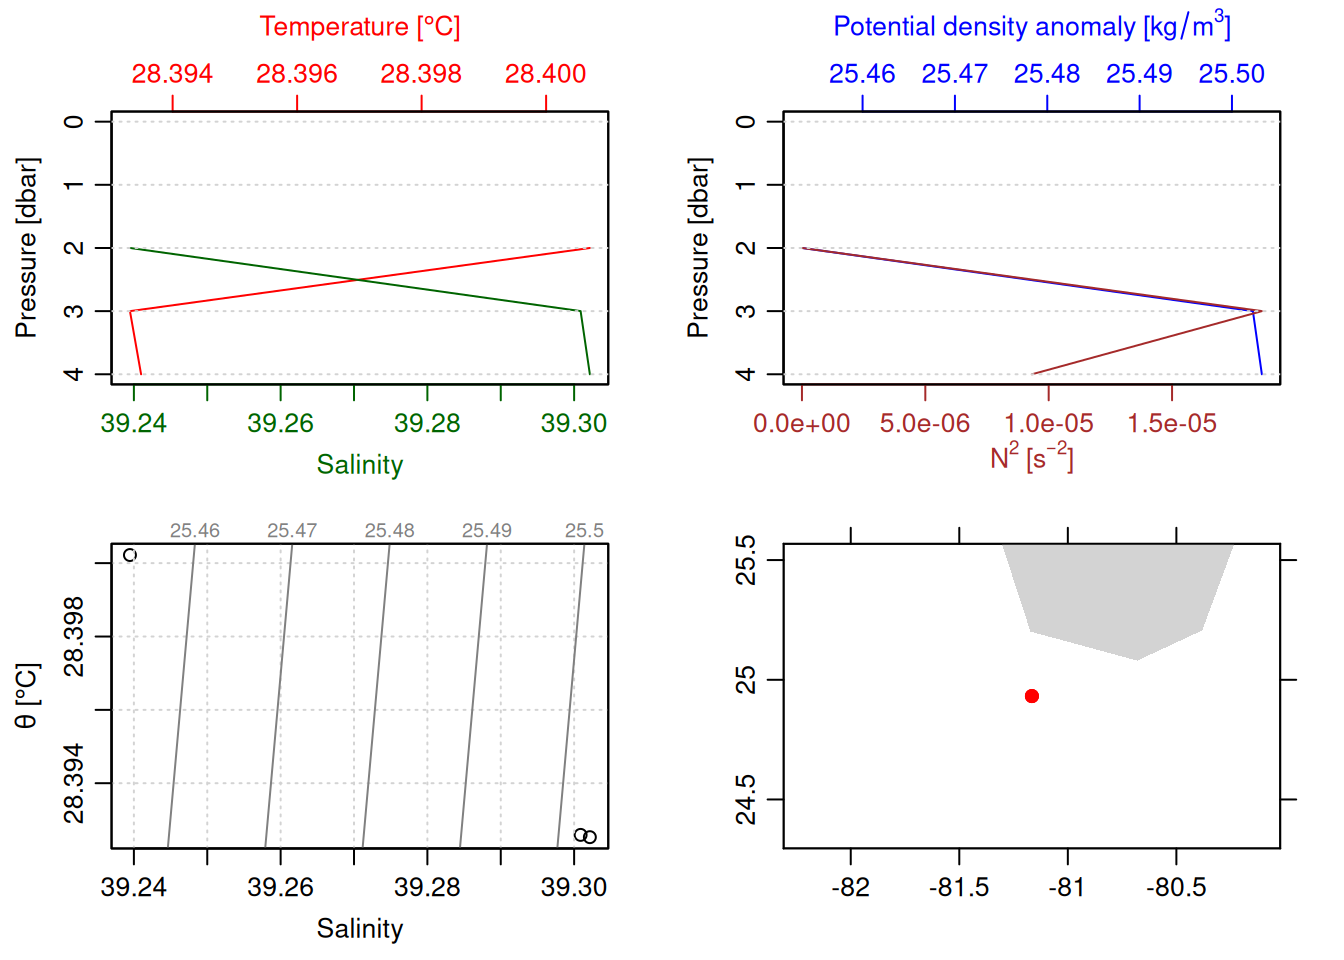 Temperature [°C]
28.394 28.396 28.398 28.400
Pressure [dbar]
0 1 2 3 4
39.24 39.26 39.28 39.30
Salinity
Potential density anomaly [kg/m³]
25.46 25.47 25.48 25.49 25.50
Pressure [dbar]
0 1 2 3 4
0.0e+00 5.0e-06 1.0e-05 1.5e-05
N² [s⁻²]
25.46 25.47 25.48 25.49 25.5
θ [°C]
28.398
28.394
39.24 39.26 39.28 39.30
Salinity
25.5
25
24.5
-82 -81.5 -81 -80.5